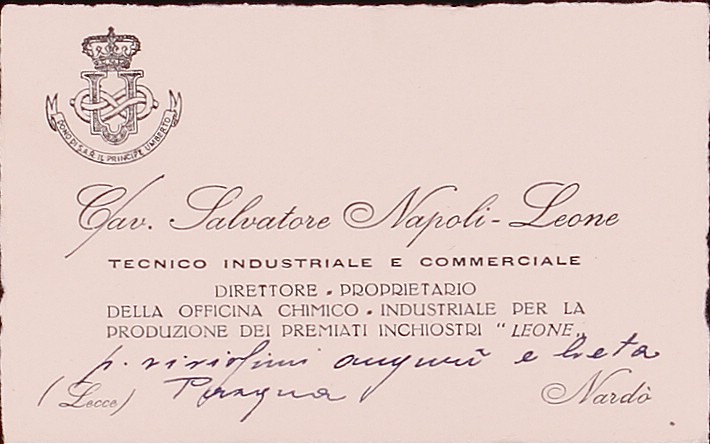 DONO DI S.A.R. IL PRINCIPE UMBERTO
Cav. Salvatore Napoli-Leone
TECNICO INDUSTRIALE E COMMERCIALE
DIRETTORE - PROPRIETARIO
DELLA OFFICINA CHIMICO - INDUSTRIALE PER LA
PRODUZIONE DEI PREMIATI INCHIOSTRI "LEONE„
p. vivissimi auguri e lieta
(Lecce) Pasqua Nardò